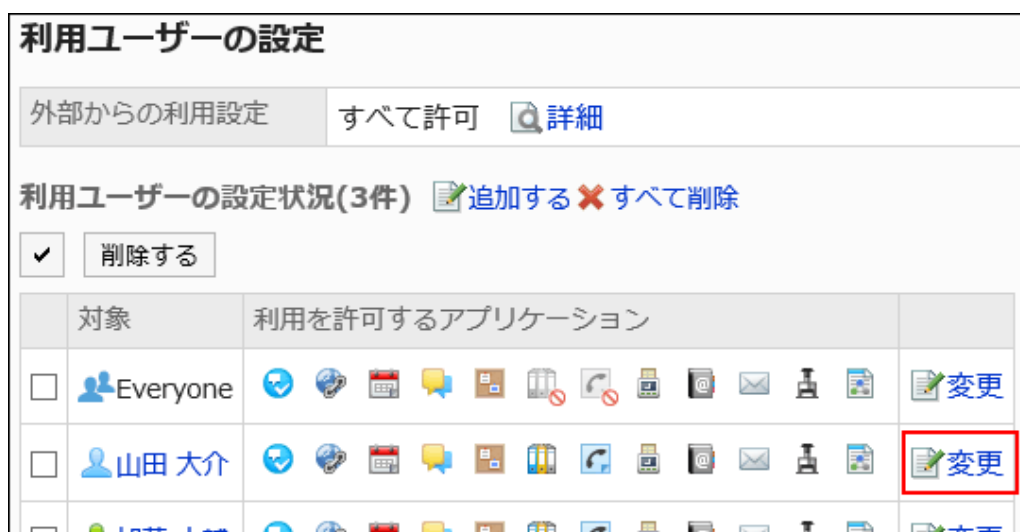 利用ユーザーの設定
外部からの利用設定 すべて許可 詳細
利用ユーザーの設定状況(3件) 追加する すべて削除
削除する
対象 利用を許可するアプリケーション
Everyone 変更
山田 大介 変更